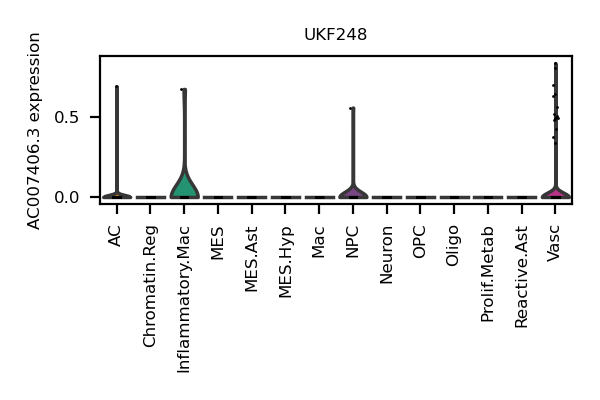 UKF248
AC007406.3 expression
0.5
0.0
AC
Chromatin.Reg
Inflammatory.Mac
MES
MES.Ast
MES.Hyp
Mac
NPC
Neuron
OPC
Oligo
Prolif.Metab
Reactive.Ast
Vasc